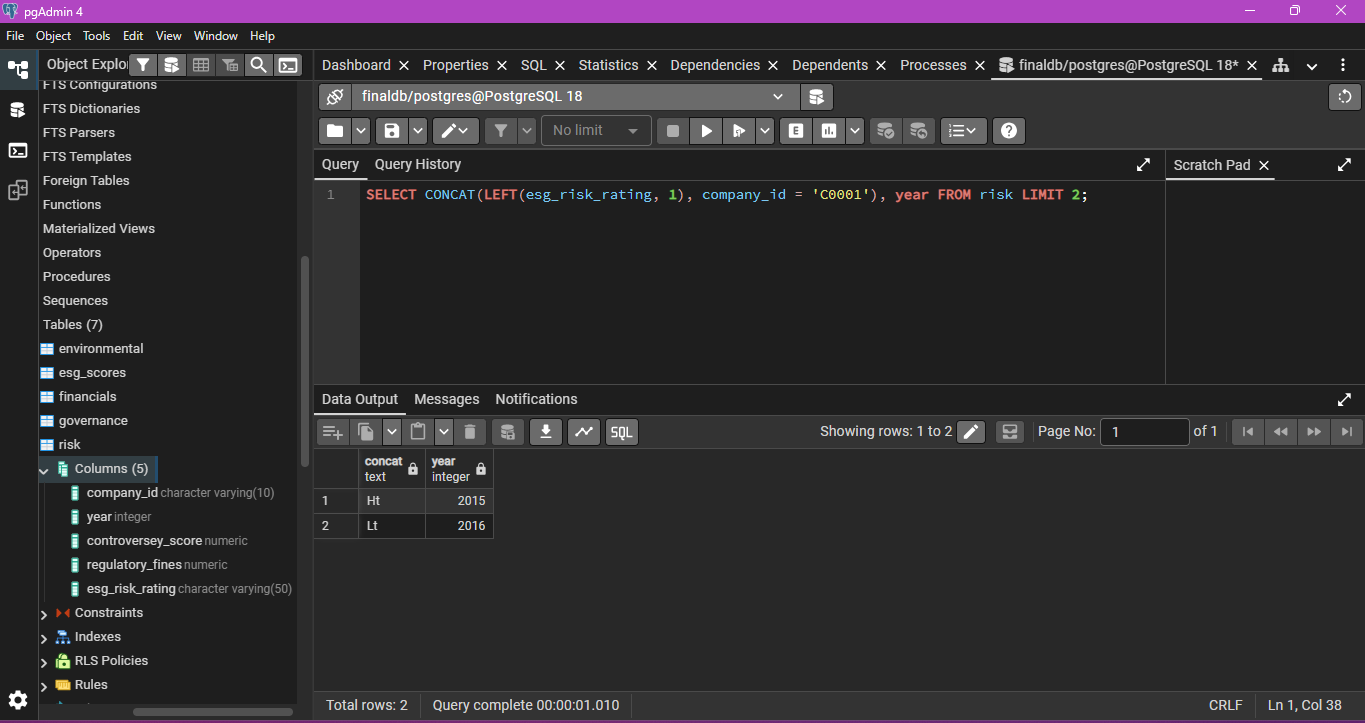 pgAdmin 4
File Object Tools Edit View Window Help
Object Explo
Dashboard Properties SQL Statistics Dependencies Dependents Processes finaldb/postgres@PostgreSQL 18*
FTS Configurations
FTS Dictionaries
FTS Parsers
FTS Templates
Foreign Tables
Functions
Materialized Views
Operators
Procedures
Sequences
Tables (7)
environmental
esg_scores
financials
governance
risk
Columns (5)
company_id character varying(10)
year integer
controversey_score numeric
regulatory_fines numeric
esg_risk_rating character varying(50)
Constraints
Indexes
RLS Policies
Rules
finaldb/postgres@PostgreSQL 18
No limit
E
Query Query History
Scratch Pad
1 SELECT CONCAT(LEFT(esg_risk_rating, 1), company_id = 'C0001'), year FROM risk LIMIT 2;
Data Output Messages Notifications
SQL
Showing rows: 1 to 2
Page No: 1 of 1
concat year
text integer
1 Ht 2015
2 Lt 2016
Total rows: 2 Query complete 00:00:01.010
CRLF Ln 1, Col 38